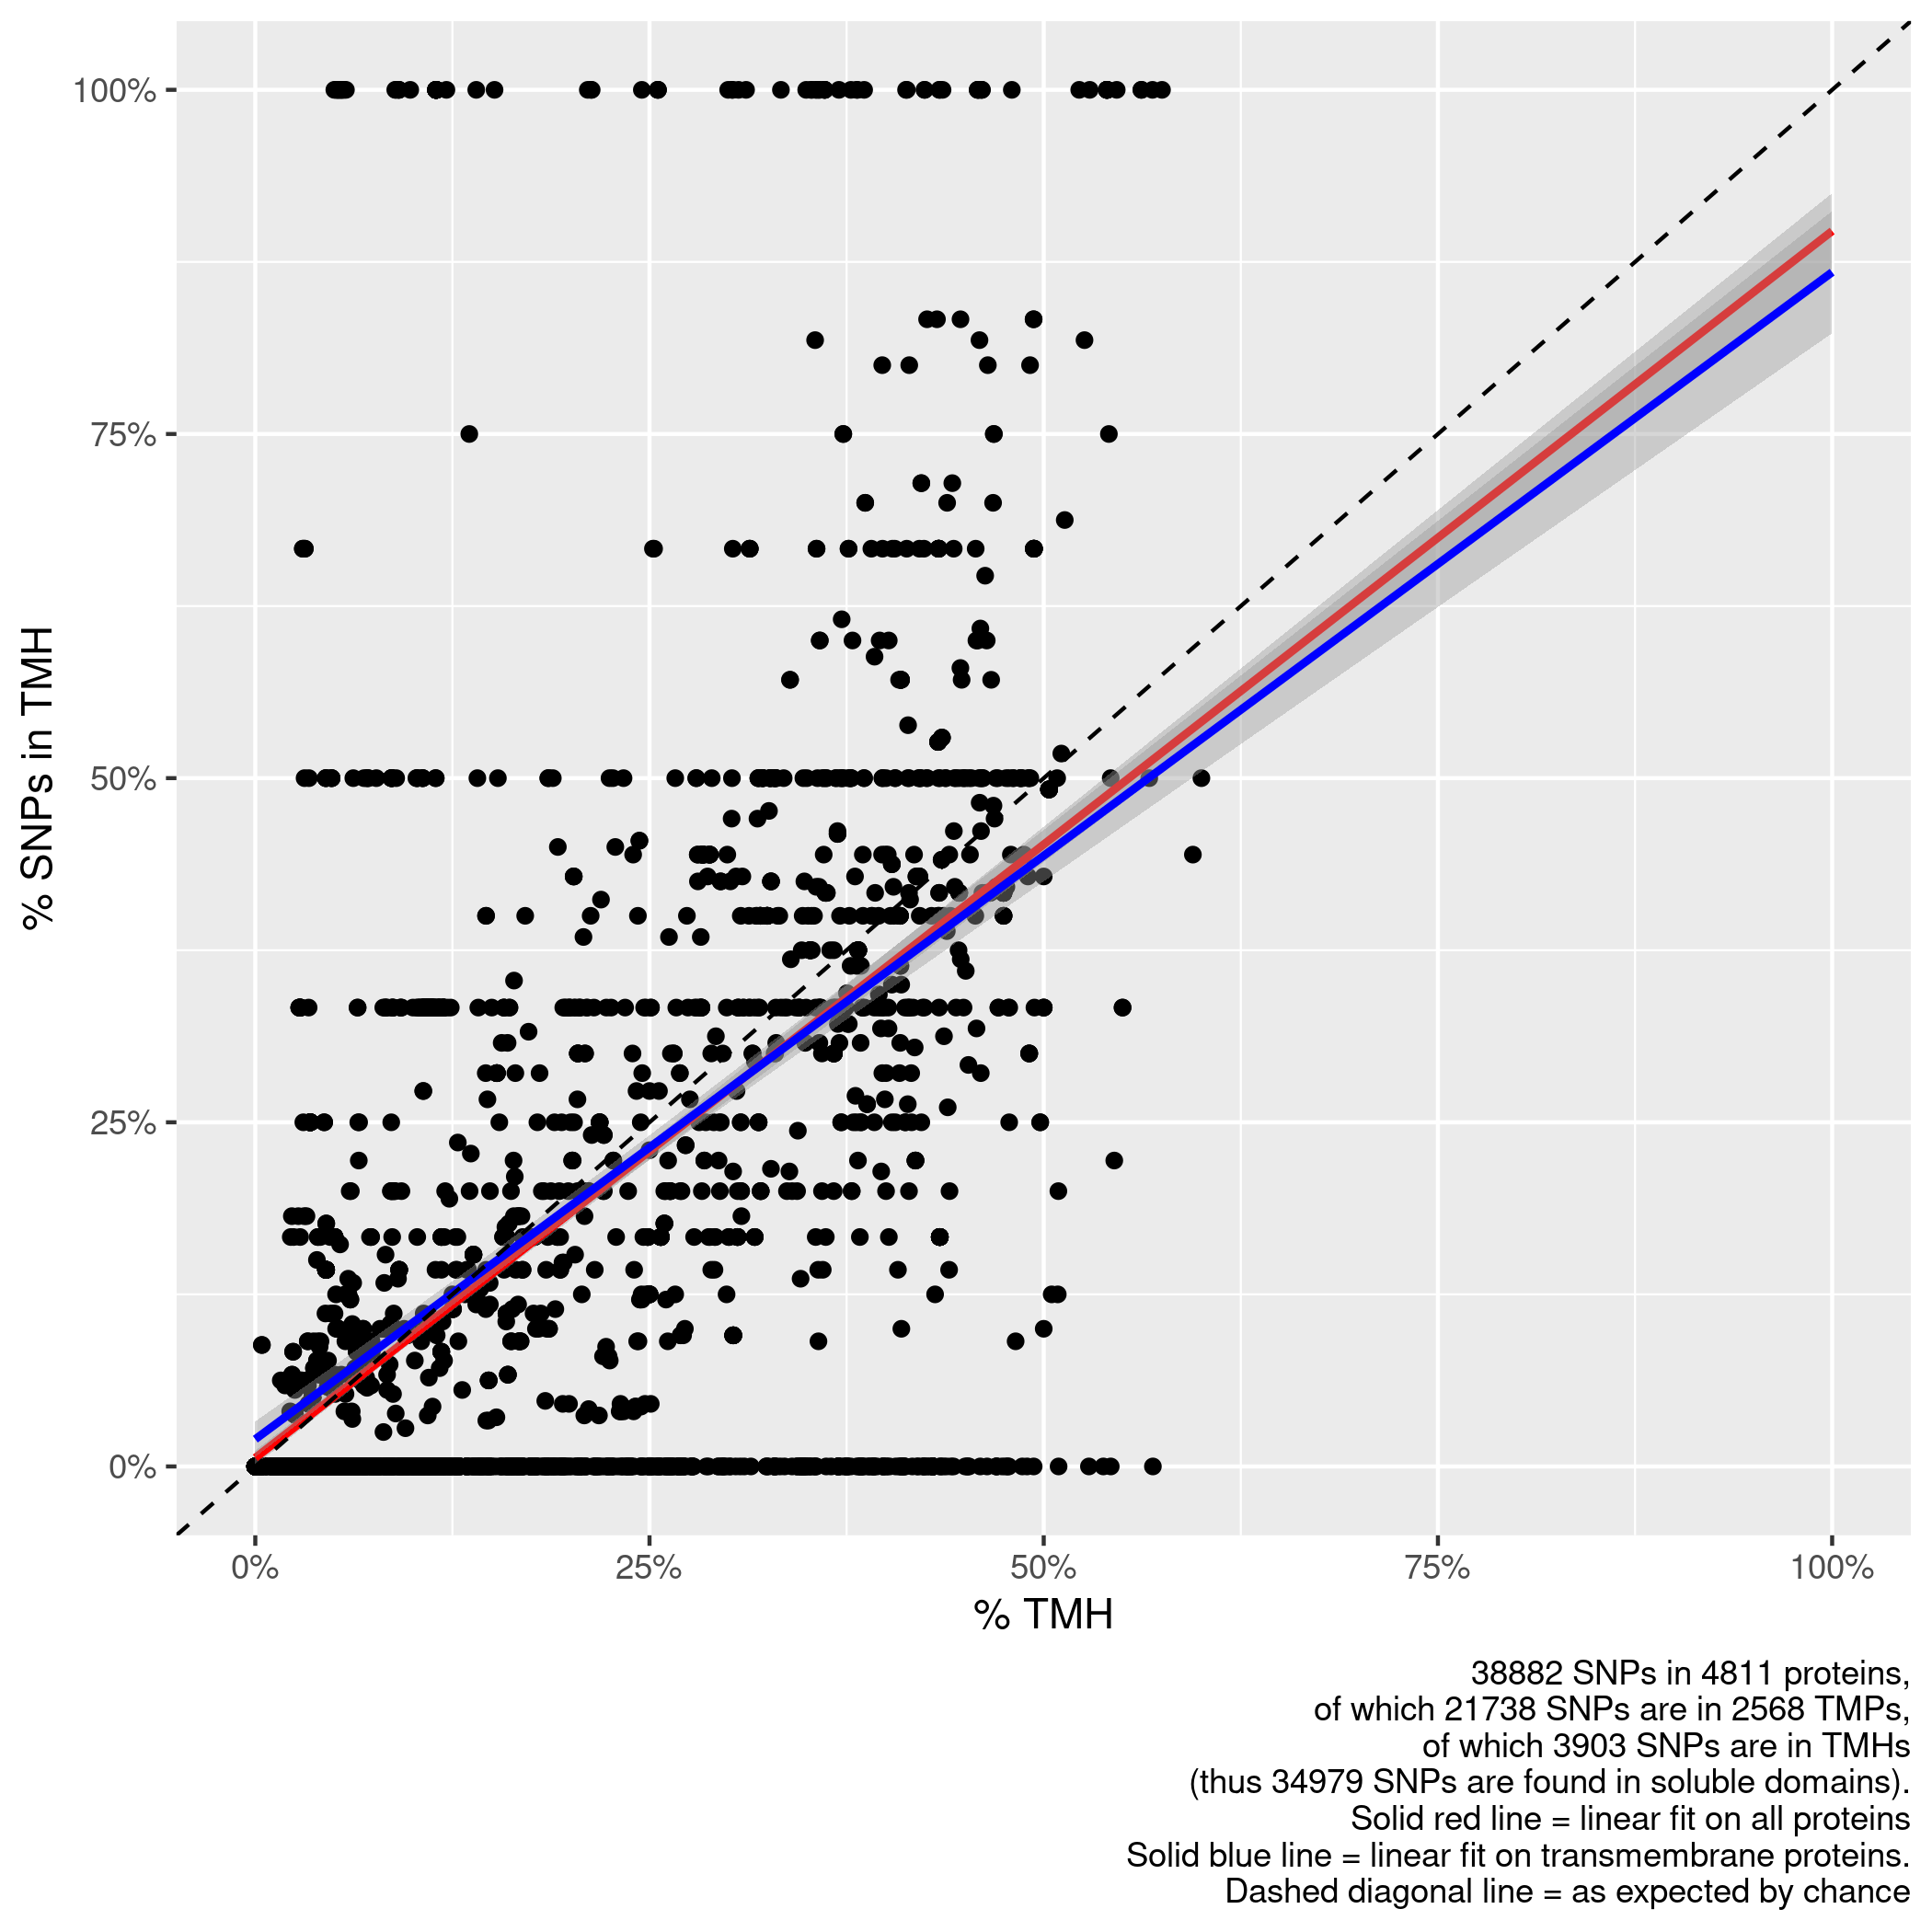 100%
75%
50%
25%
0%
% SNPs in TMH
0%
25%
50%
75%
100%
% TMH
38882 SNPs in 4811 proteins,
of which 21738 SNPs are in 2568 TMPs,
of which 3903 SNPs are in TMHs
(thus 34979 SNPs are found in soluble domains).
Solid red line = linear fit on all proteins
Solid blue line = linear fit on transmembrane proteins.
Dashed diagonal line = as expected by chance